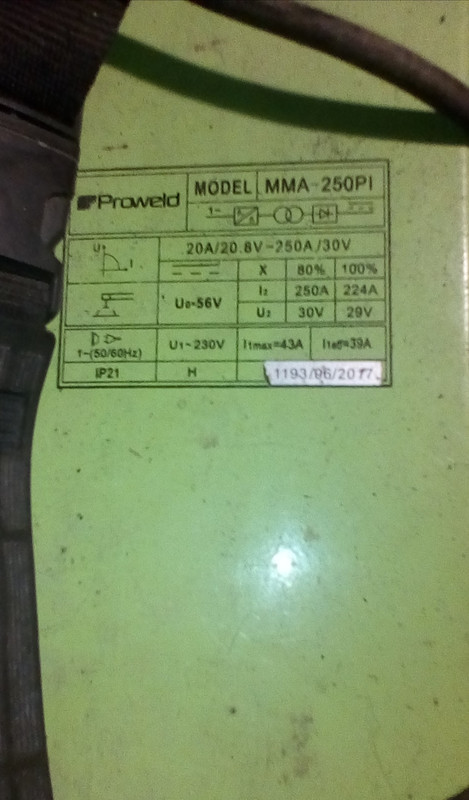 Proweld MODEL MMA-250PI
1~
20A/20.8V~250A/30V
X 80% 100%
U₀=56V I₂ 250A 224A
U₂ 30V 29V
1~(50/60Hz) U₁~230V I₁max=43A I₁eff=39A
IP21 H 1193/06/2017